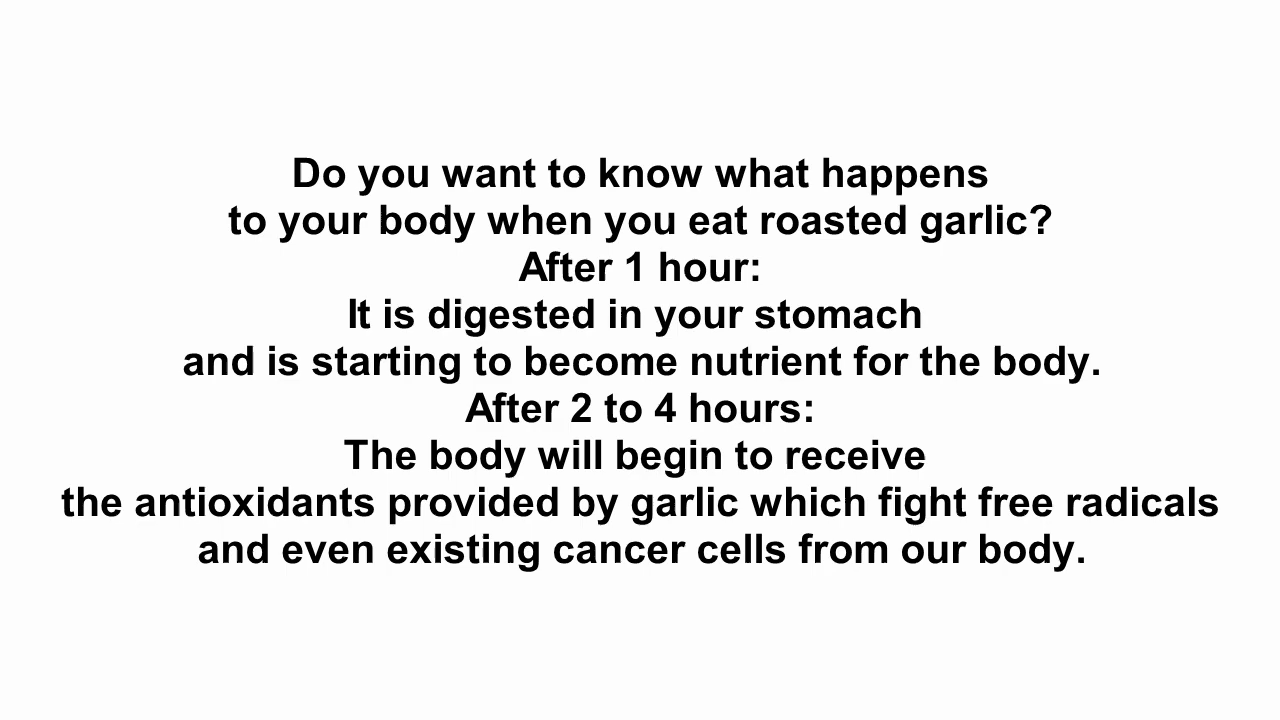 Do you want to know what happens
to your body when you eat roasted garlic?
After 1 hour:
It is digested in your stomach
and is starting to become nutrient for the body.
After 2 to 4 hours:
The body will begin to receive
the antioxidants provided by garlic which fight free radicals
and even existing cancer cells from our body.